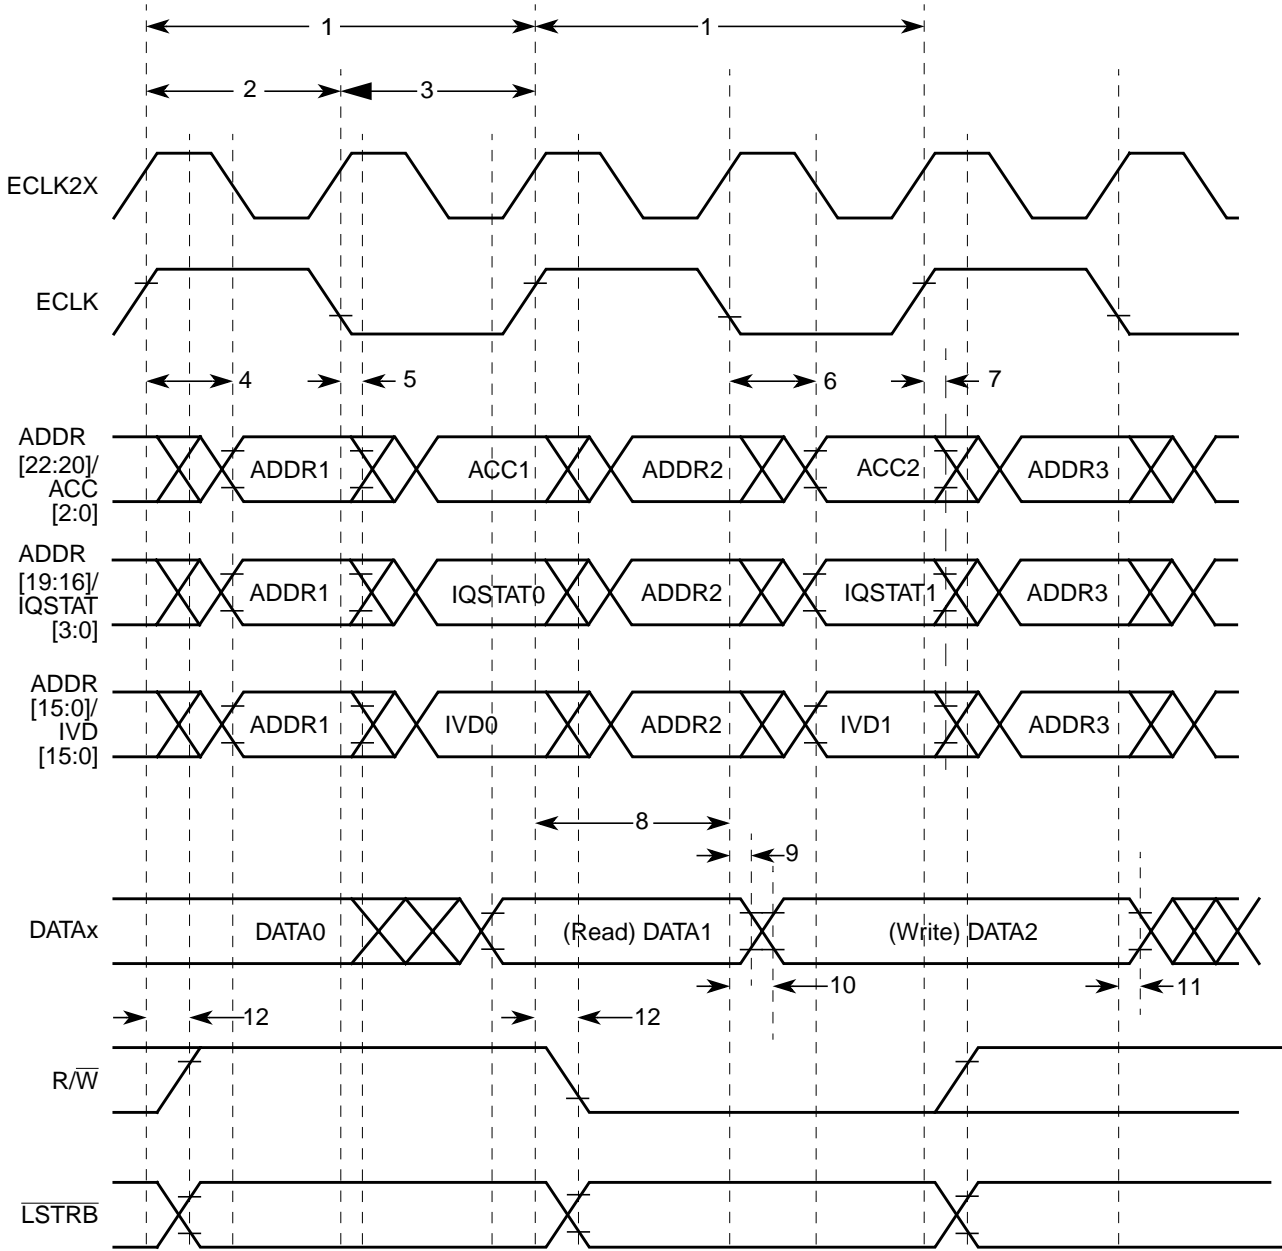 1 1
2 3
ECLK2X
ECLK
4 5 6 7
ADDR
[22:20]/
ACC
[2:0]
ADDR1 ACC1 ADDR2 ACC2 ADDR3
ADDR
[19:16]/
IQSTAT
[3:0]
ADDR1 IQSTAT0 ADDR2 IQSTAT1 ADDR3
ADDR
[15:0]/
IVD
[15:0]
ADDR1 IVD0 ADDR2 IVD1 ADDR3
8
9
DATAx DATA0 (Read) DATA1 (Write) DATA2
10 11
12 12
R/W̅
L̅S̅T̅R̅B̅